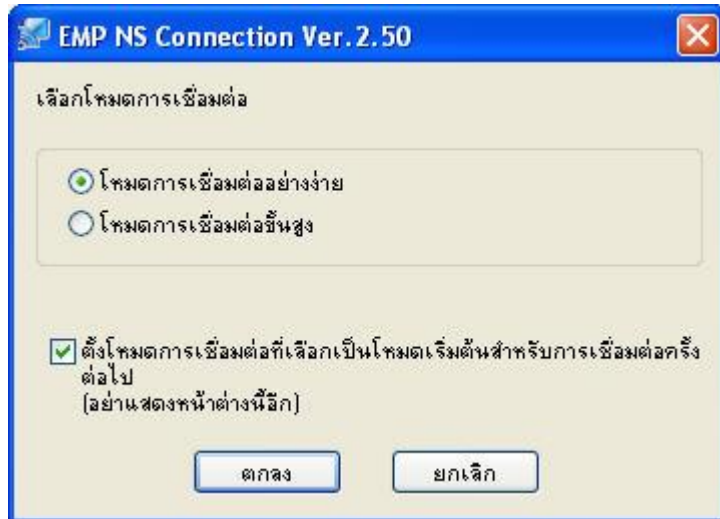 EMP NS Connection Ver.2.50
เลือกโหมดการเชื่อมต่อ
โหมดการเชื่อมต่ออย่างง่าย
โหมดการเชื่อมต่อขั้นสูง
ตั้งโหมดการเชื่อมต่อที่เลือกเป็นโหมดเริ่มต้นสำหรับการเชื่อมต่อครั้ง
ต่อไป
(อย่าแสดงหน้าต่างนี้อีก)
ตกลง
ยกเลิก